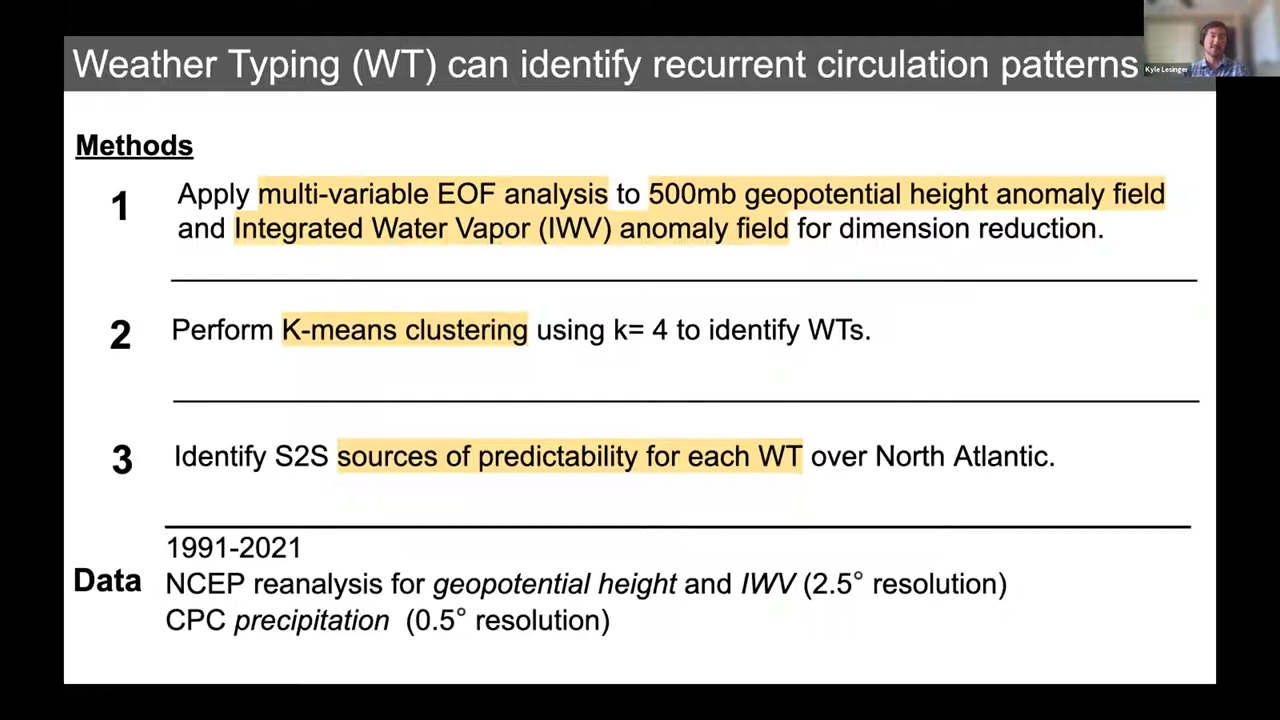 Weather Typing (WT) can identify recurrent circulation patterns
Kyle Lesinger
Methods
1
Apply multi-variable EOF analysis to 500mb geopotential height anomaly field
and Integrated Water Vapor (IWV) anomaly field for dimension reduction.
2
Perform K-means clustering using k= 4 to identify WTs.
3
Identify S2S sources of predictability for each WT over North Atlantic.
1991-2021
Data
NCEP reanalysis for geopotential height and IWV (2.5° resolution)
CPC precipitation (0.5° resolution)